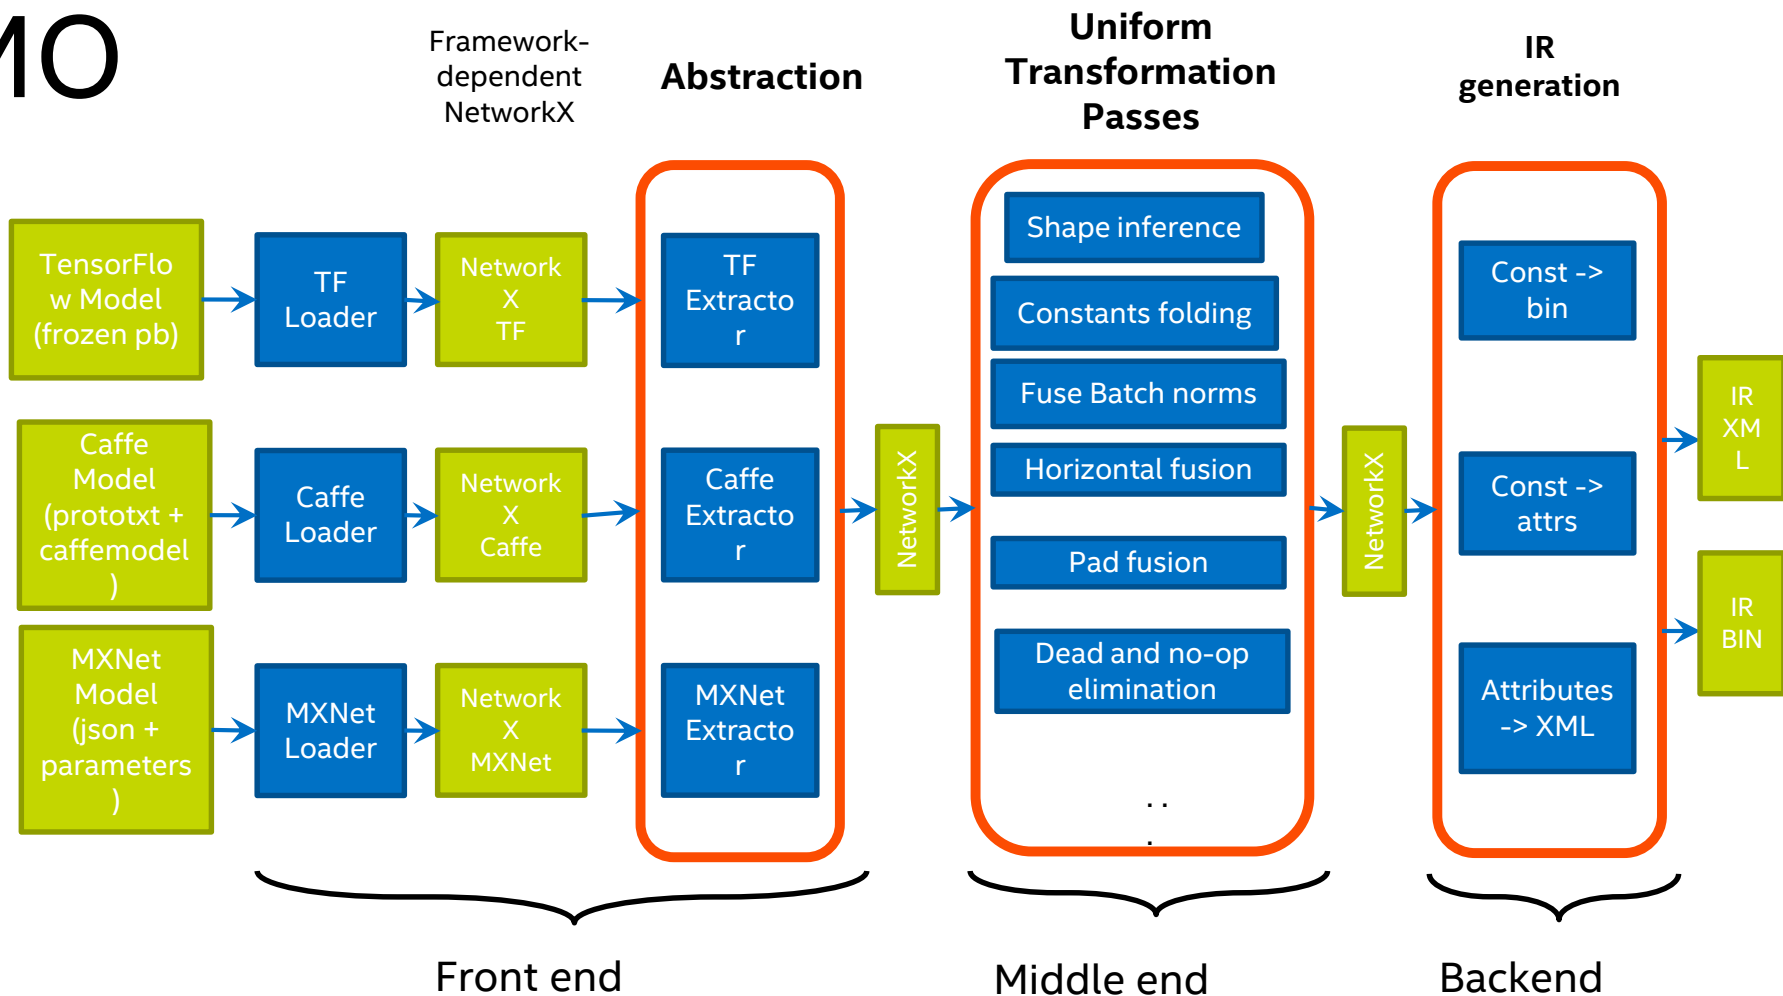 MO
Framework-
dependent
NetworkX
Abstraction
Uniform
Transformation
Passes
IR
generation
TensorFlo
w Model
(frozen pb)
TF
Loader
Network
X
TF
TF
Extracto
r
Caffe
Model
(prototxt +
caffemodel
)
Caffe
Loader
Network
X
Caffe
Caffe
Extracto
r
MXNet
Model
(json +
parameters
)
MXNet
Loader
Network
X
MXNet
MXNet
Extracto
r
NetworkX
Shape inference
Constants folding
Fuse Batch norms
Horizontal fusion
Pad fusion
Dead and no-op
elimination
. .
.
NetworkX
Const ->
bin
Const ->
attrs
Attributes
-> XML
IR
XM
L
IR
BIN
Front end
Middle end
Backend